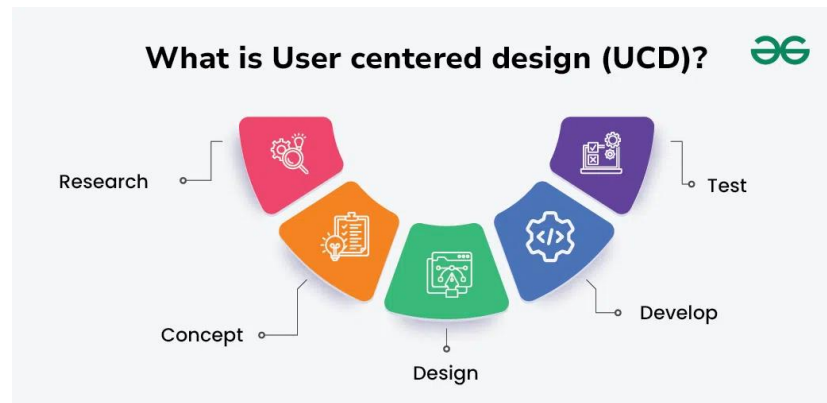 What is User centered design (UCD)?
Research
Concept
Design
Develop
Test